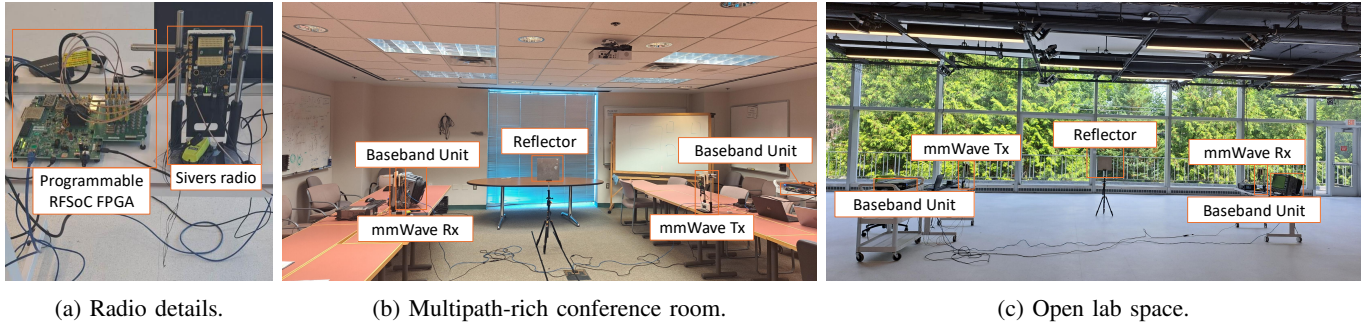 Programmable
RFSoC FPGA
Sivers radio
Baseband Unit
Reflector
Baseband Unit
mmWave Rx
mmWave Tx
Reflector
mmWave Tx
mmWave Rx
Baseband Unit
Baseband Unit
(a) Radio details.
(b) Multipath-rich conference room.
(c) Open lab space.